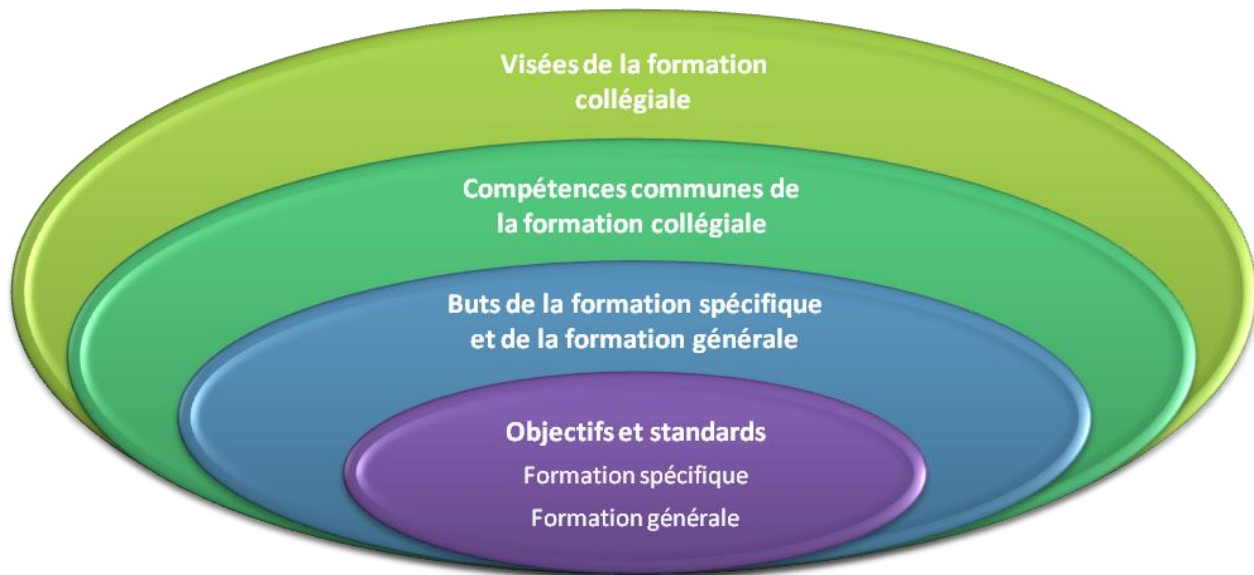 Visées de la formation
collégiale
Compétences communes de
la formation collégiale
Buts de la formation spécifique
et de la formation générale
Objectifs et standards
Formation spécifique
Formation générale